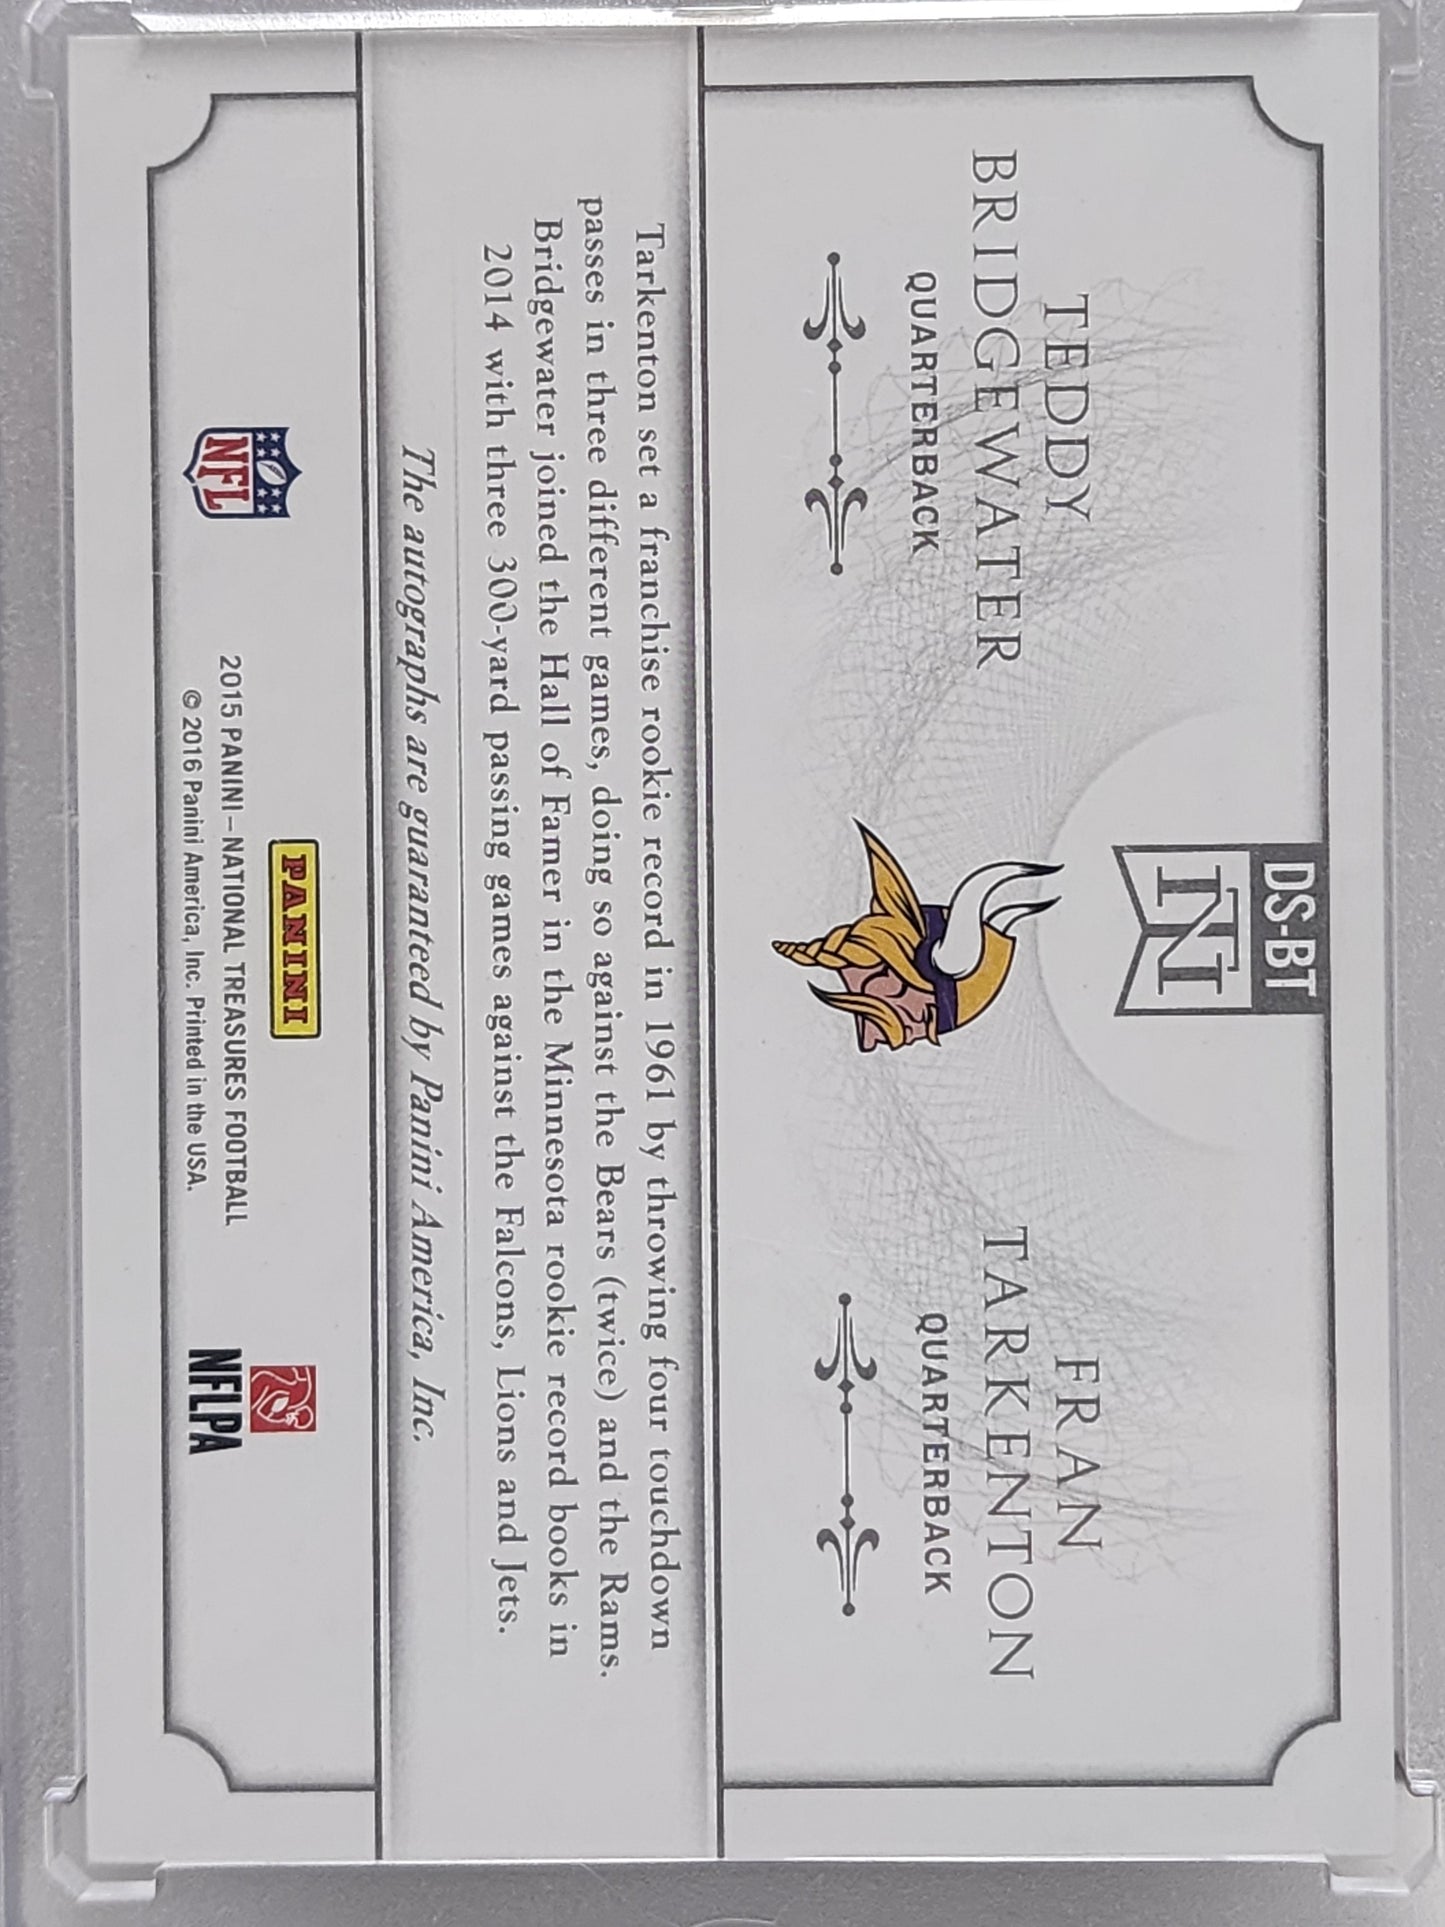 DS-BT
NT
TEDDY
BRIDGEWATER
QUARTERBACK
FRAN
TARKENTON
QUARTERBACK
Tarkenton set a franchise rookie record in 1961 by throwing four touchdown
passes in three different games, doing so against the Bears (twice) and the Rams.
Bridgewater joined the Hall of Famer in the Minnesota rookie record books in
2014 with three 300-yard passing games against the Falcons, Lions and Jets.
The autographs are guaranteed by Panini America, Inc.
NFL
PANINI
2015 PANINI – NATIONAL TREASURES FOOTBALL
© 2016 Panini America, Inc. Printed in the USA.
NFLPA